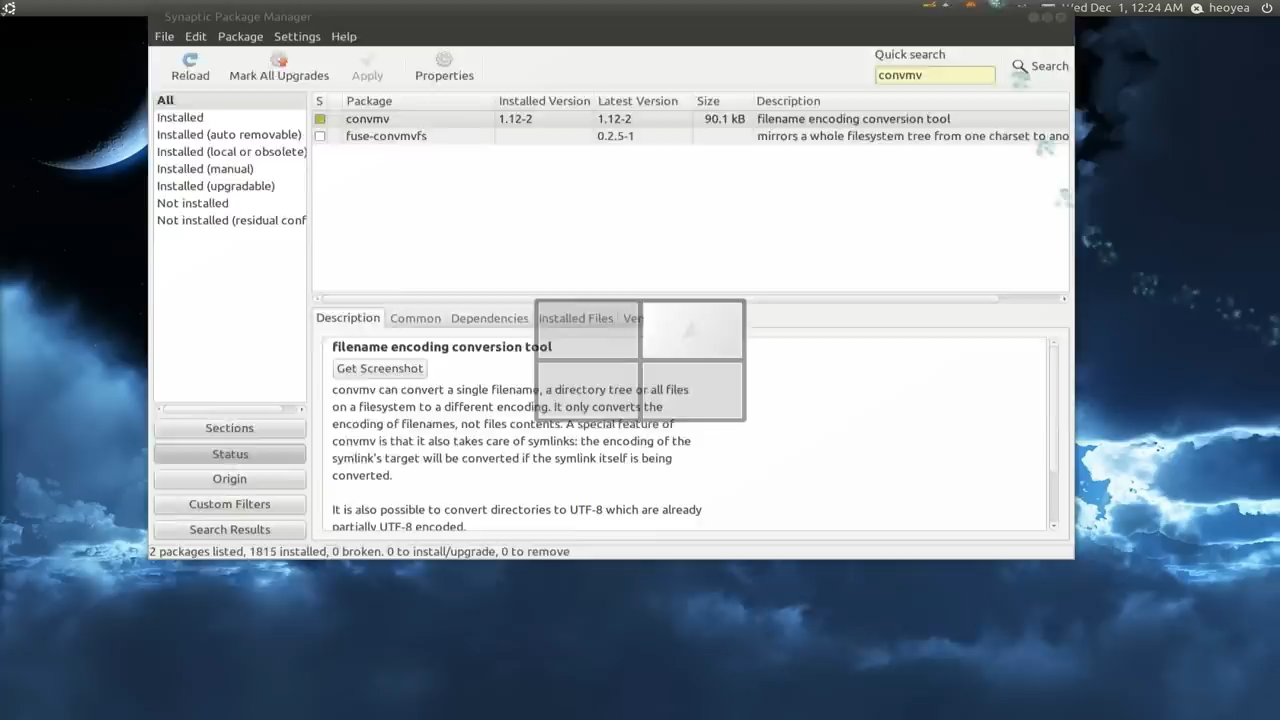 Wed Dec 1, 12:24 AM heoyea
Synaptic Package Manager
File Edit Package Settings Help
Reload Mark All Upgrades Apply Properties
Quick search
convmv
Search
All
Installed
Installed (auto removable)
Installed (local or obsolete)
Installed (manual)
Installed (upgradable)
Not installed
Not installed (residual conf
S Package Installed Version Latest Version Size Description
convmv 1.12-2 1.12-2 90.1 kB filename encoding conversion tool
fuse-convmvfs 0.2.5-1 mirrors a whole filesystem tree from one charset to ano
Description Common Dependencies Installed Files Ver
filename encoding conversion tool
Get Screenshot
convmv can convert a single filename, a directory tree or all files
on a filesystem to a different encoding. It only converts the
encoding of filenames, not files contents. A special feature of
convmv is that it also takes care of symlinks: the encoding of the
symlink's target will be converted if the symlink itself is being
converted.
It is also possible to convert directories to UTF-8 which are already
partially UTF-8 encoded.
Sections
Status
Origin
Custom Filters
Search Results
2 packages listed, 1815 installed, 0 broken. 0 to install/upgrade, 0 to remove